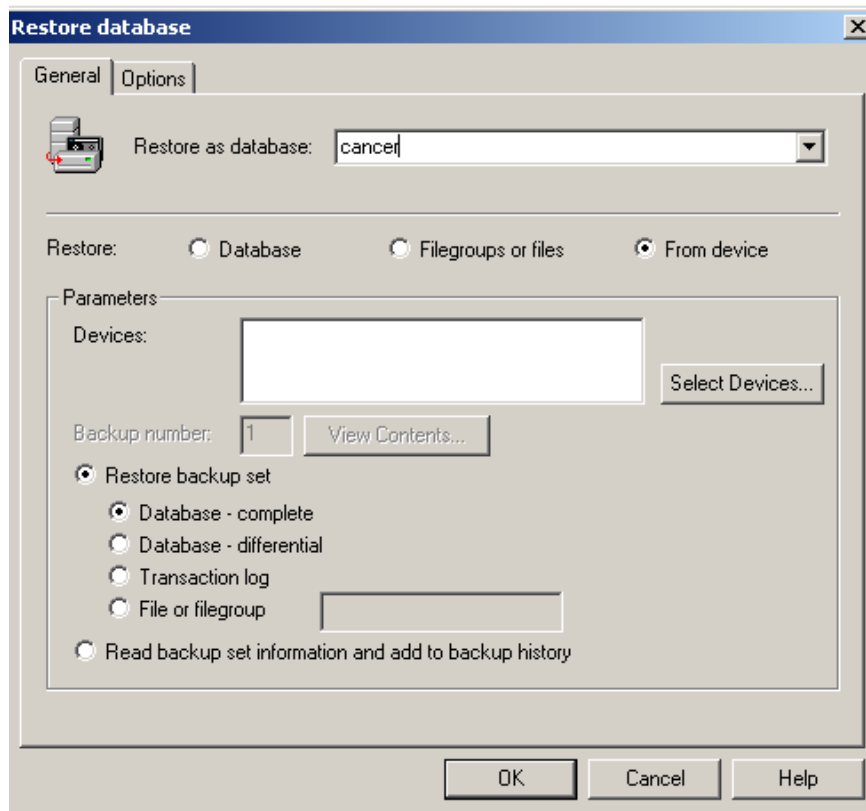 Restore database
General Options
Restore as database: cancer
Restore: Database Filegroups or files From device
Parameters
Devices:
Select Devices...
Backup number: 1 View Contents...
Restore backup set
Database - complete
Database - differential
Transaction log
File or filegroup
Read backup set information and add to backup history
OK Cancel Help